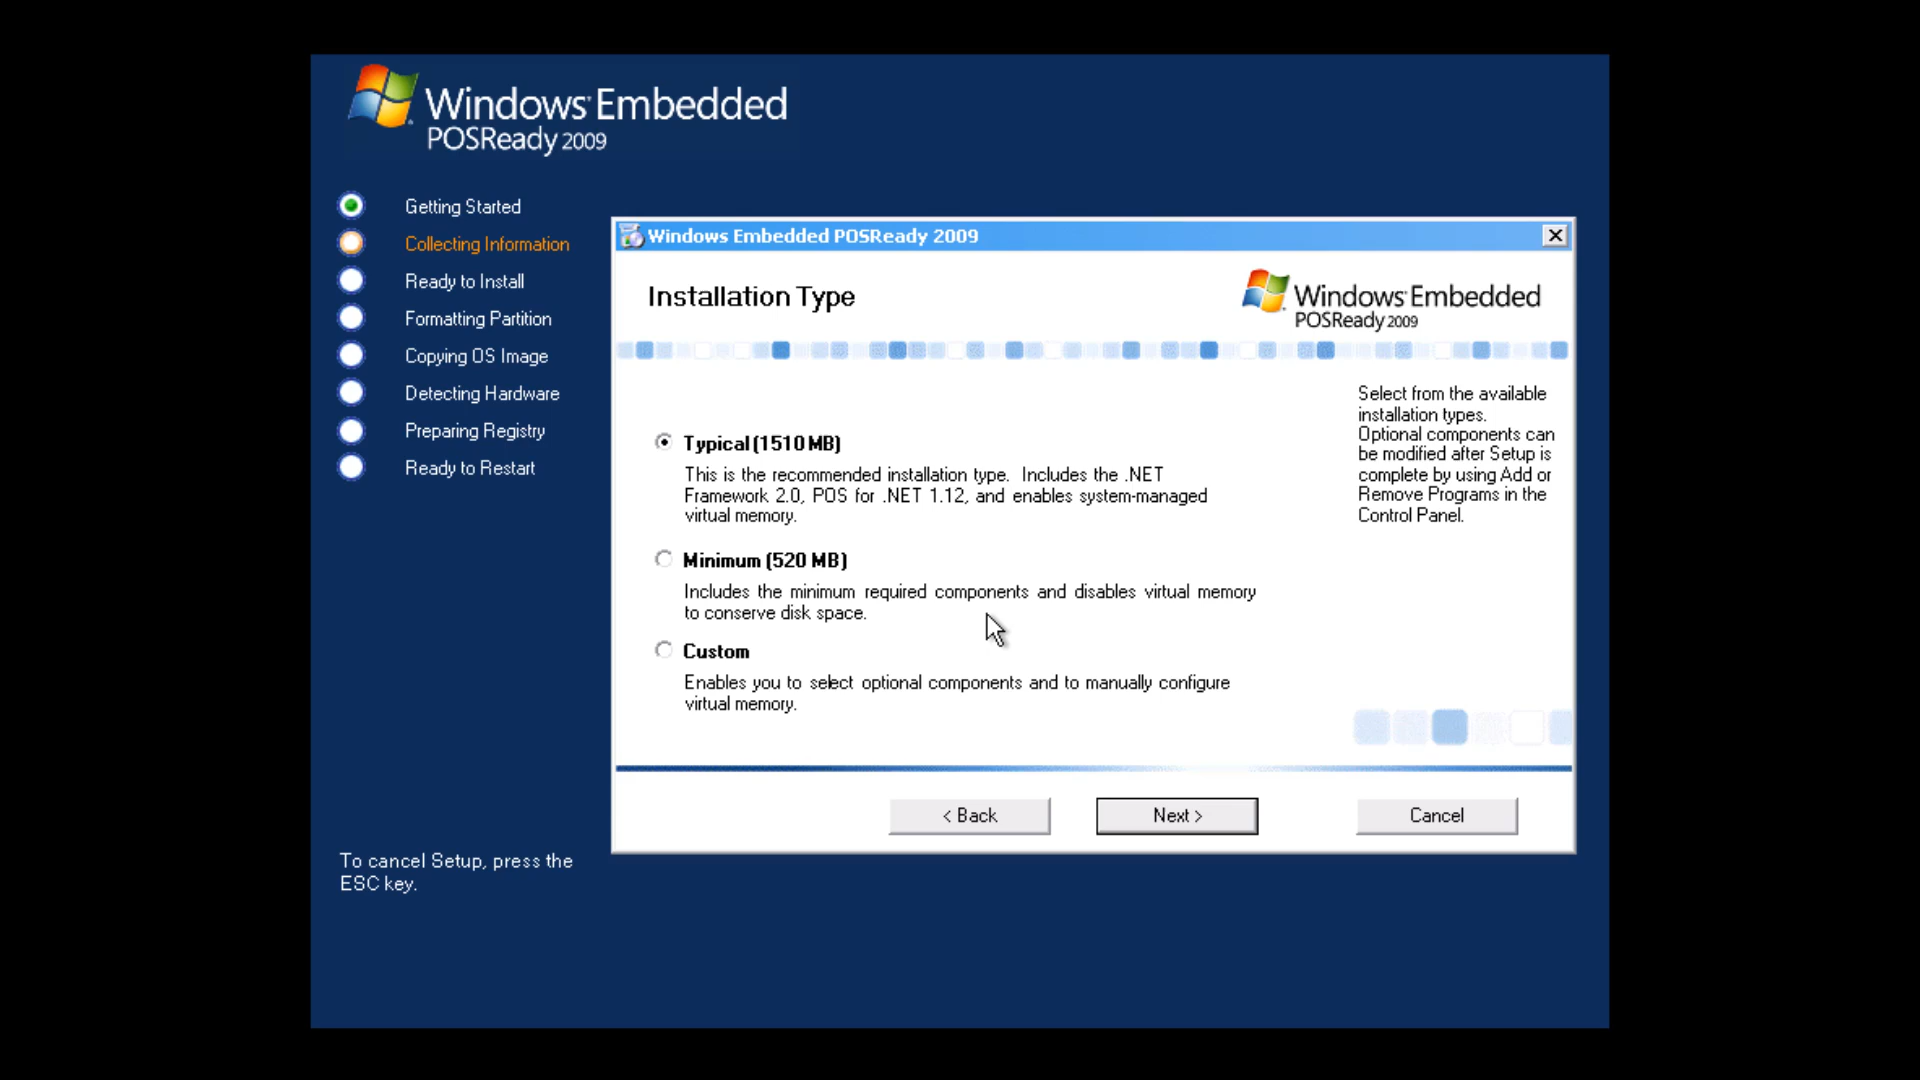 Windows Embedded
POSReady 2009
Getting Started
Collecting Information
Ready to Install
Formatting Partition
Copying OS Image
Detecting Hardware
Preparing Registry
Ready to Restart
To cancel Setup, press the
ESC key.
Windows Embedded POSReady 2009
Installation Type
Windows Embedded
POSReady 2009
Typical (1510 MB)
This is the recommended installation type. Includes the .NET
Framework 2.0, POS for .NET 1.12, and enables system-managed
virtual memory.
Minimum (520 MB)
Includes the minimum required components and disables virtual memory
to conserve disk space.
Custom
Enables you to select optional components and to manually configure
virtual memory.
Select from the available
installation types.
Optional components can
be modified after Setup is
complete by using Add or
Remove Programs in the
Control Panel.
< Back
Next >
Cancel